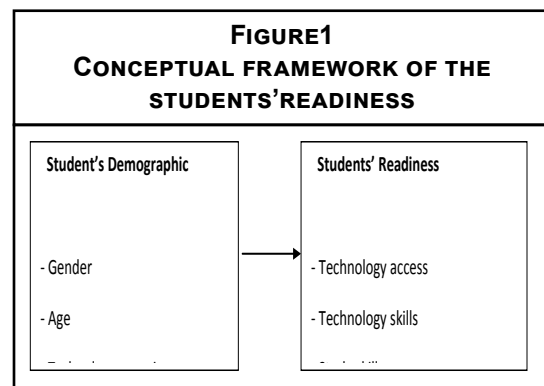 FIGURE1
CONCEPTUAL FRAMEWORK OF THE
STUDENTS'READINESS
Student's Demographic
- Gender
- Age
Students' Readiness
- Technology access
- Technology skills